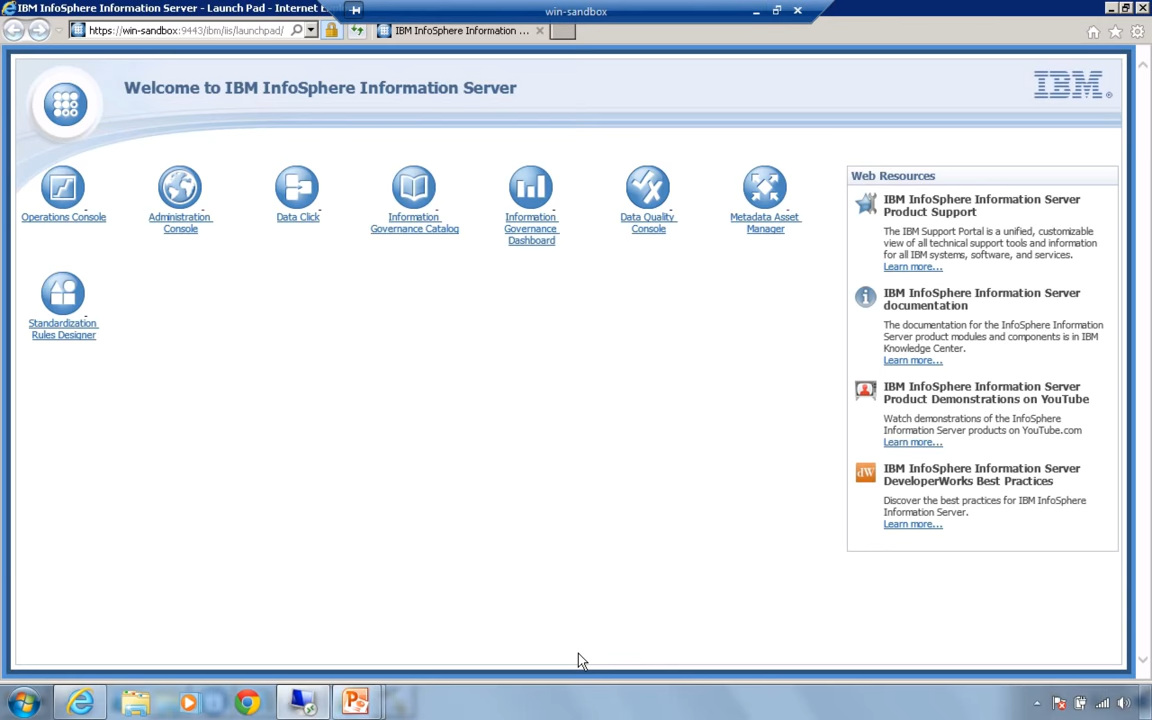 IBM InfoSphere Information Server - Launch Pad - Internet E
win-sandbox
https://win-sandbox:9443/ibm/iis/launchpad/
IBM InfoSphere Information ...
Welcome to IBM InfoSphere Information Server
IBM®
Operations Console
Administration
Console
Data Click
Information
Governance Catalog
Information
Governance
Dashboard
Data Quality
Console
Metadata Asset
Manager
Standardization
Rules Designer
Web Resources
IBM InfoSphere Information Server
Product Support
The IBM Support Portal is a unified, customizable
view of all technical support tools and information
for all IBM systems, software, and services.
Learn more...
IBM InfoSphere Information Server
documentation
The documentation for the InfoSphere Information
Server product modules and components is in IBM
Knowledge Center.
Learn more...
IBM InfoSphere Information Server
Product Demonstrations on YouTube
Watch demonstrations of the InfoSphere
Information Server products on YouTube.com
Learn more...
dW
IBM InfoSphere Information Server
DeveloperWorks Best Practices
Discover the best practices for IBM InfoSphere
Information Server.
Learn more...